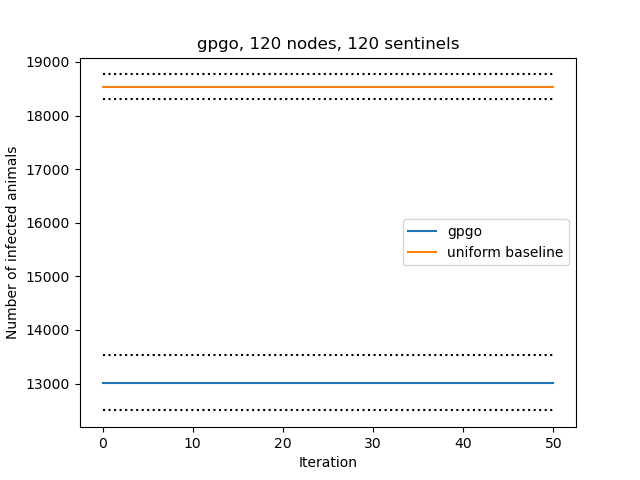 gpgo, 120 nodes, 120 sentinels
Number of infected animals
19000
18000
17000
16000
15000
14000
13000
gpgo
uniform baseline
0 10 20 30 40 50
Iteration